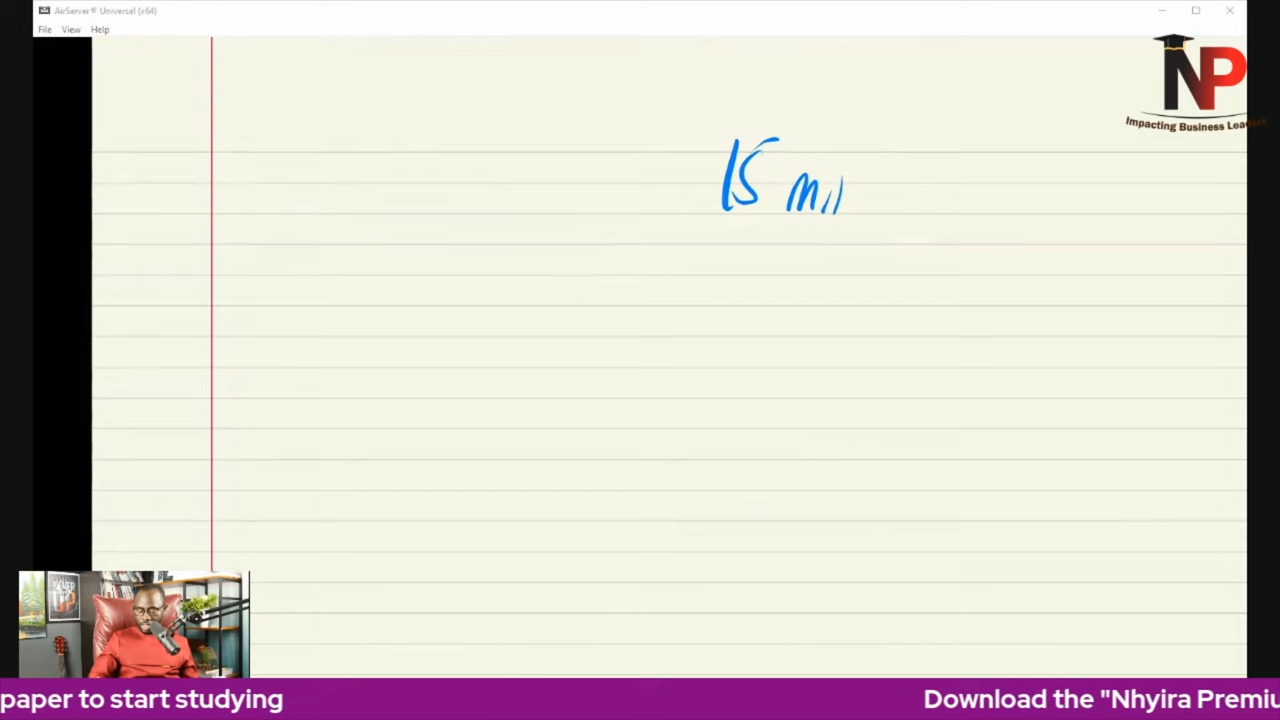 AirServer® Universal (x64)
File View Help
NP
Impacting Business Leaders
15 mil
paper to start studying Download the "Nhyira Premiu